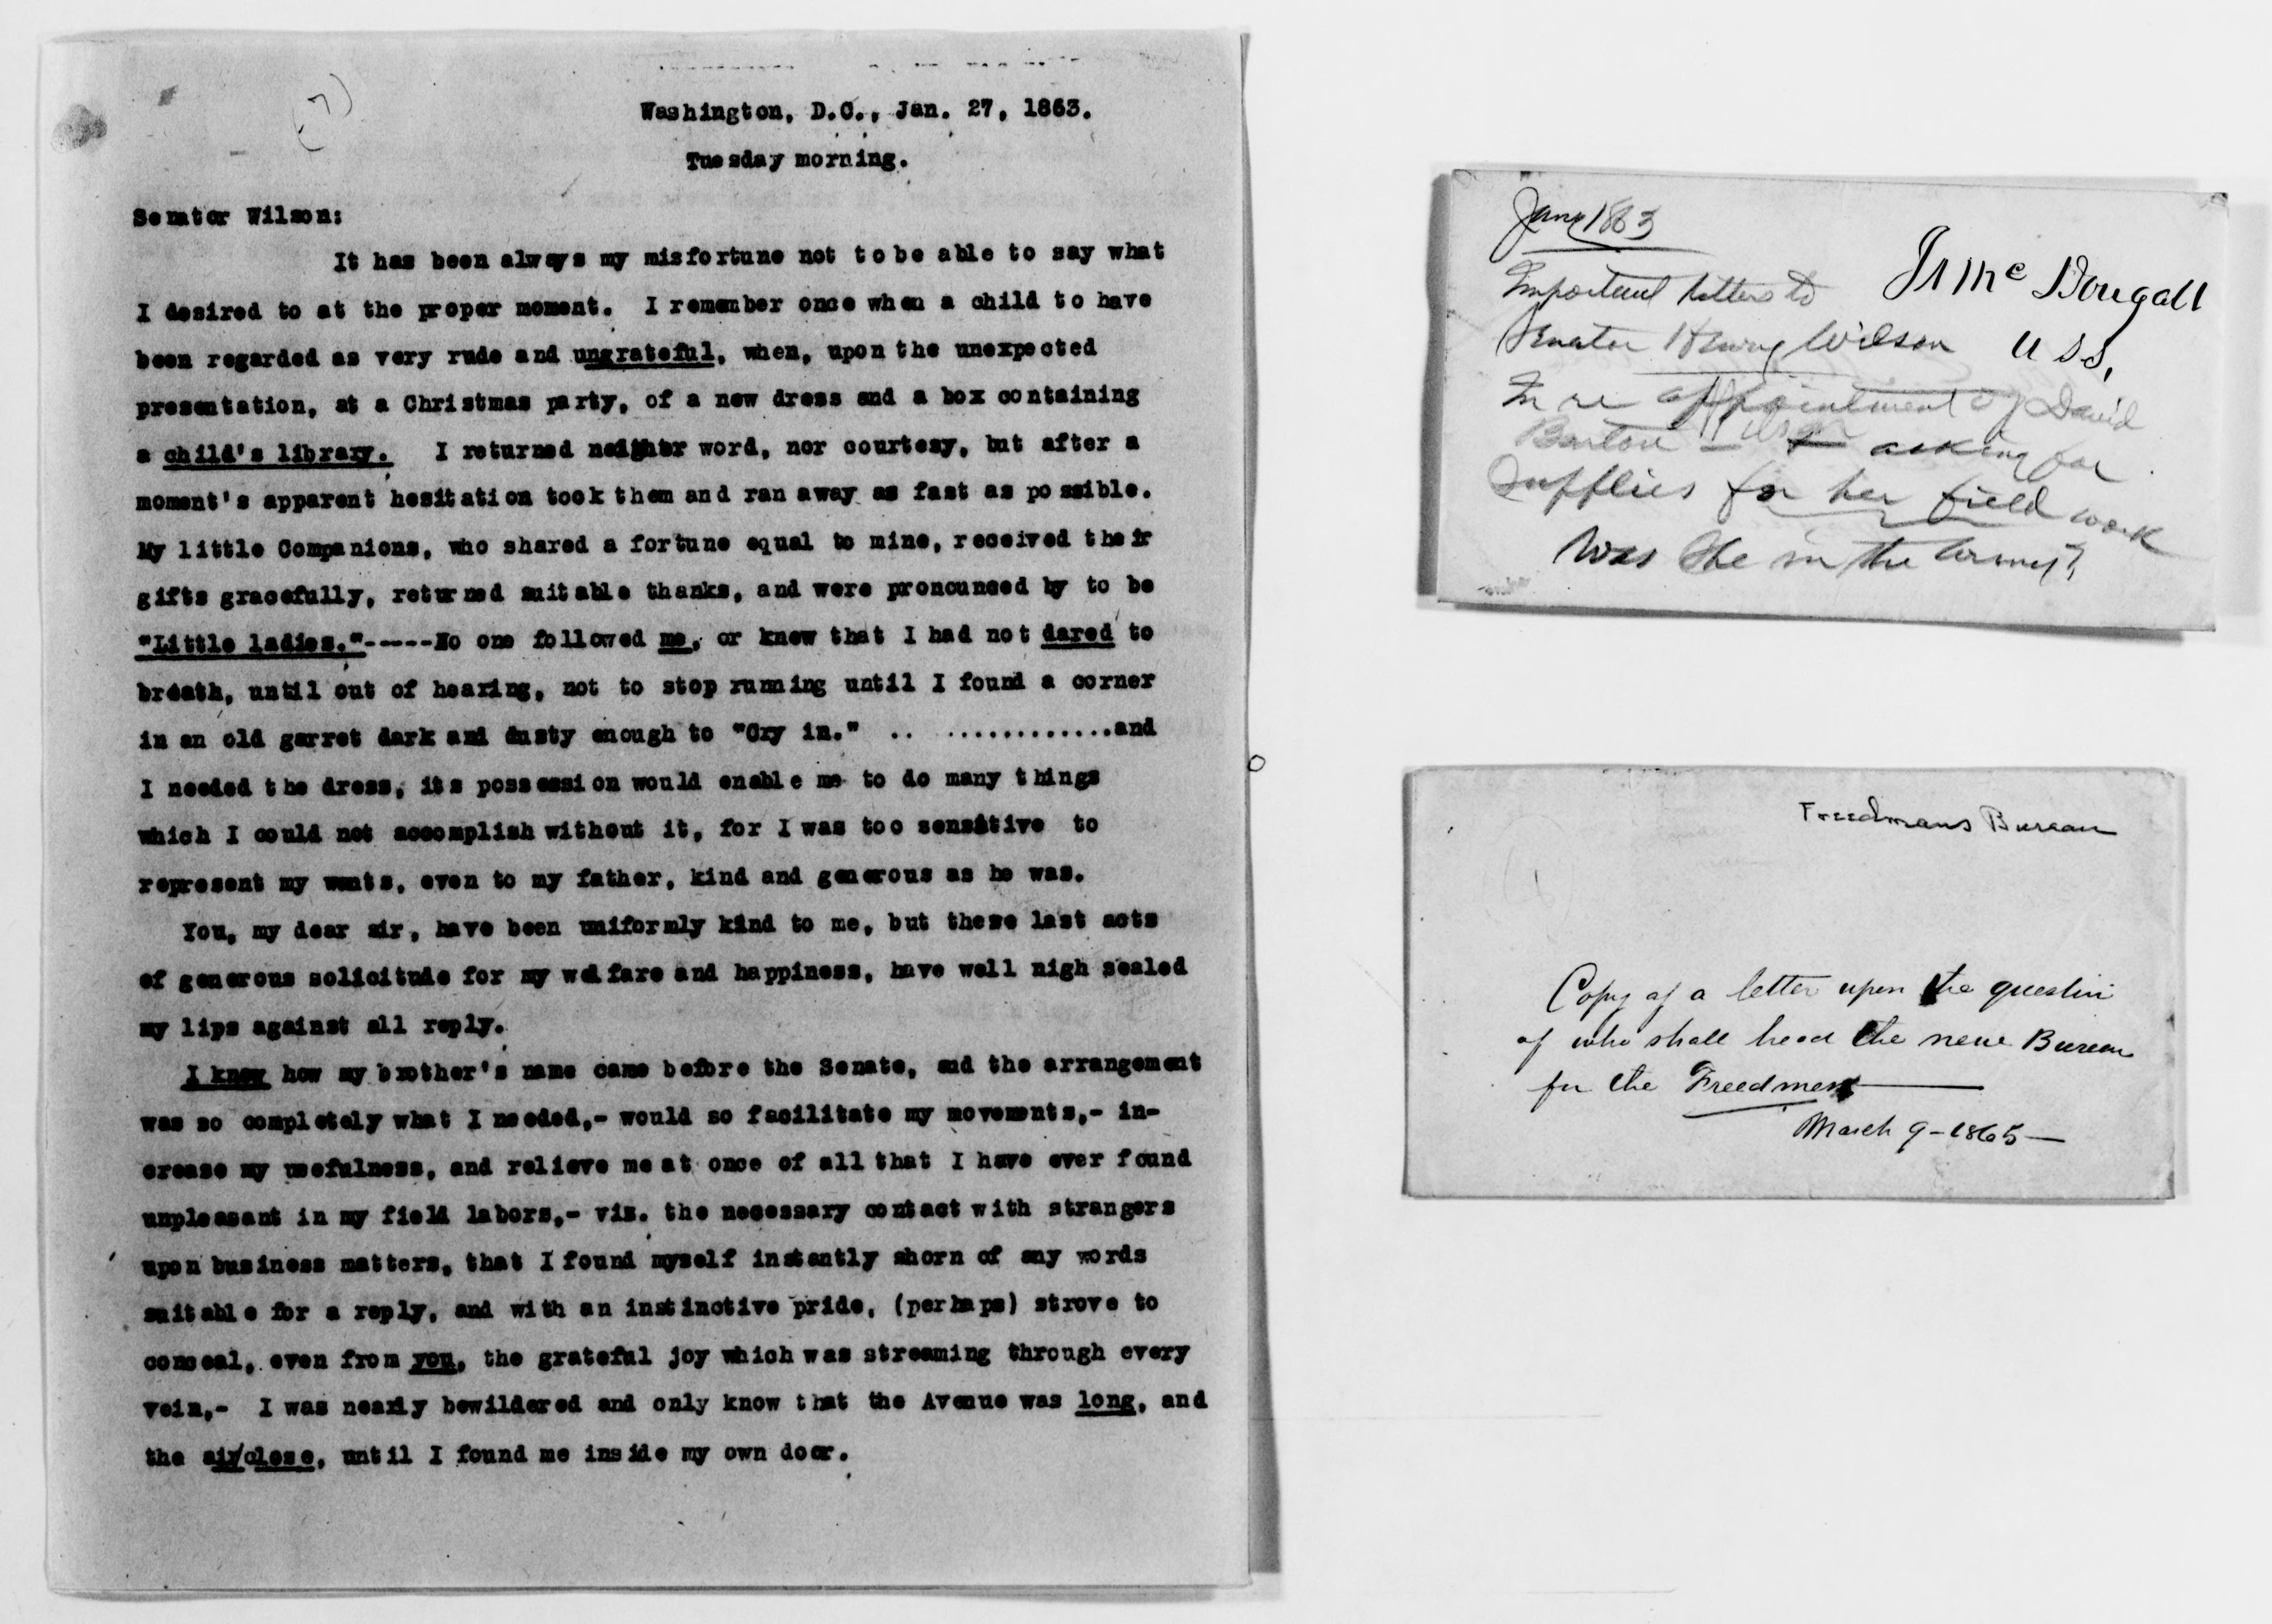 Washington, D.C., Jan. 27, 1863.
Tuesday morning.
Senator Wilson:
It has been always my misfortune not to be able to say what
I desired to at the proper moment. I remember once when a child to have
been regarded as very rude and ungrateful, when, upon the unexpected
presentation, at a Christmas party, of a new dress and a box containing
a child's library. I returned neither word, nor courtesy, but after a
moment's apparent hesitation took them and ran away as fast as possible.
My little Companions, who shared a fortune equal to mine, received their
gifts gracefully, returned suitable thanks, and were pronounced by to be
"Little ladies."-----No one followed me, or knew that I had not dared to
breath, until out of hearing, not to stop running until I found a corner
in an old garret dark and dusty enough to "Cry in." .. .............and
I needed the dress, its possession would enable me to do many things
which I could not accomplish without it, for I was too sensitive to
represent my wants, even to my father, kind and generous as he was.
You, my dear sir, have been uniformly kind to me, but these last acts
of generous solicitude for my welfare and happiness, have well nigh sealed
my lips against all reply.
I knew how my brother's name came before the Senate, and the arrangement
was so completely what I needed,- would so facilitate my movements,- in-
crease my usefulness, and relieve me at once of all that I have ever found
unpleasant in my field labors,- viz. the necessary contact with strangers
upon business matters, that I found myself instantly shorn of any words
suitable for a reply, and with an instinctive pride, (perhaps) strove to
conceal, even from you, the grateful joy which was streaming through every
vein,- I was nearly bewildered and only know that the Avenue was long, and
the air/close, until I found me inside my own door.
Jany 1863
Important letters to
Senator Henry Wilson
J A Mc Dougall
U S S,
In re appointment of David
Barton asking for
supplies for her field work
Was She in the Army?
Freedmans Bureau
Copy of a letter upon the question
of who shall head the new Bureau
for the Freedmen
March 9-1865-